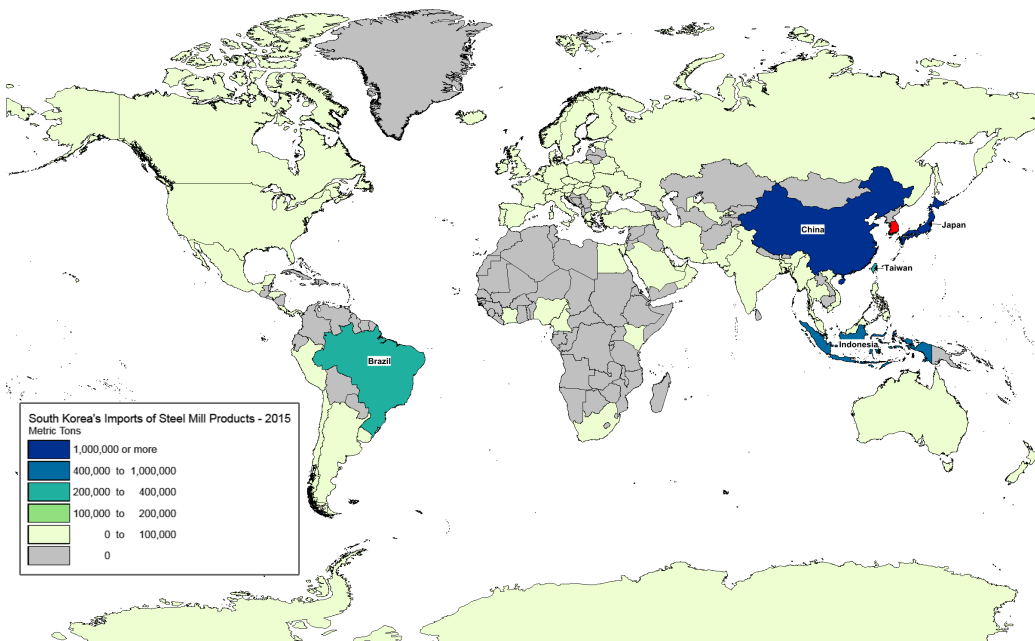 China
Japan
Taiwan
Indonesia
Brazil
South Korea's Imports of Steel Mill Products - 2015
Metric Tons
1,000,000 or more
400,000 to 1,000,000
200,000 to 400,000
100,000 to 200,000
0 to 100,000
0